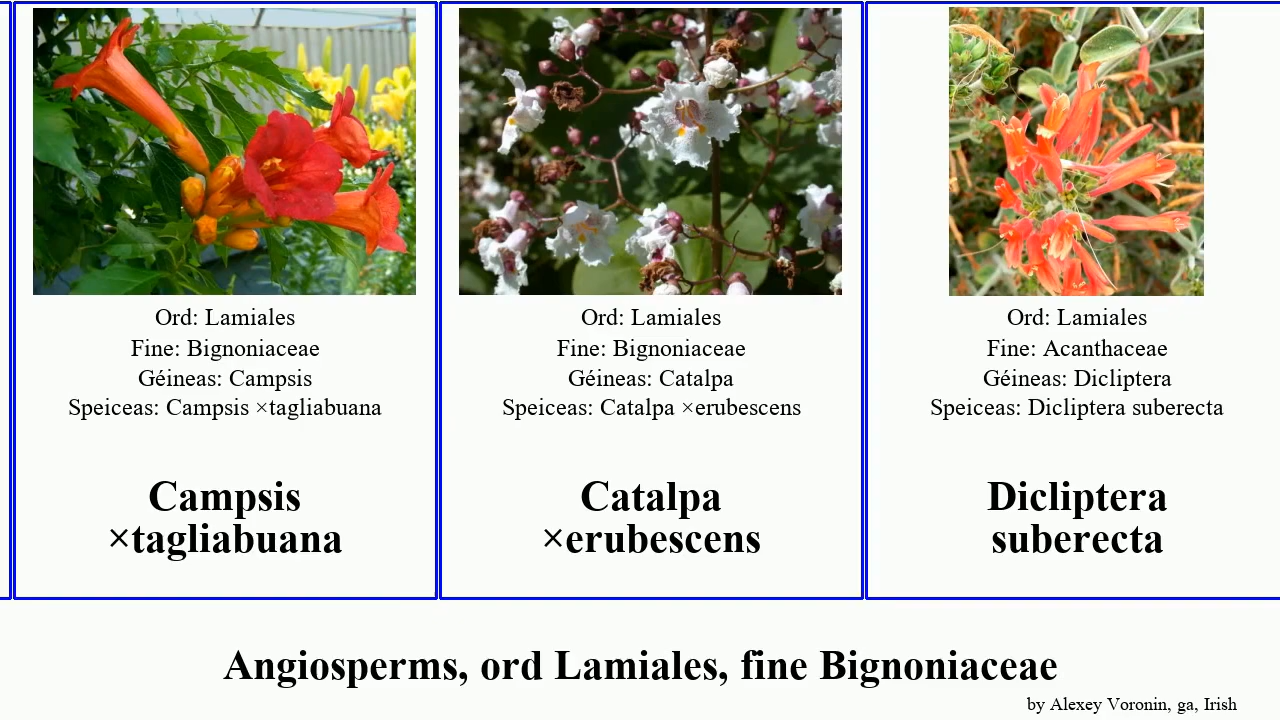 Ord: Lamiales
Fine: Bignoniaceae
Géineas: Campsis
Speiceas: Campsis ×tagliabuana
Campsis
×tagliabuana
Ord: Lamiales
Fine: Bignoniaceae
Géineas: Catalpa
Speiceas: Catalpa ×erubescens
Catalpa
×erubescens
Ord: Lamiales
Fine: Acanthaceae
Géineas: Dicliptera
Speiceas: Dicliptera suberecta
Dicliptera
suberecta
Angiosperms, ord Lamiales, fine Bignoniaceae
by Alexey Voronin, ga, Irish